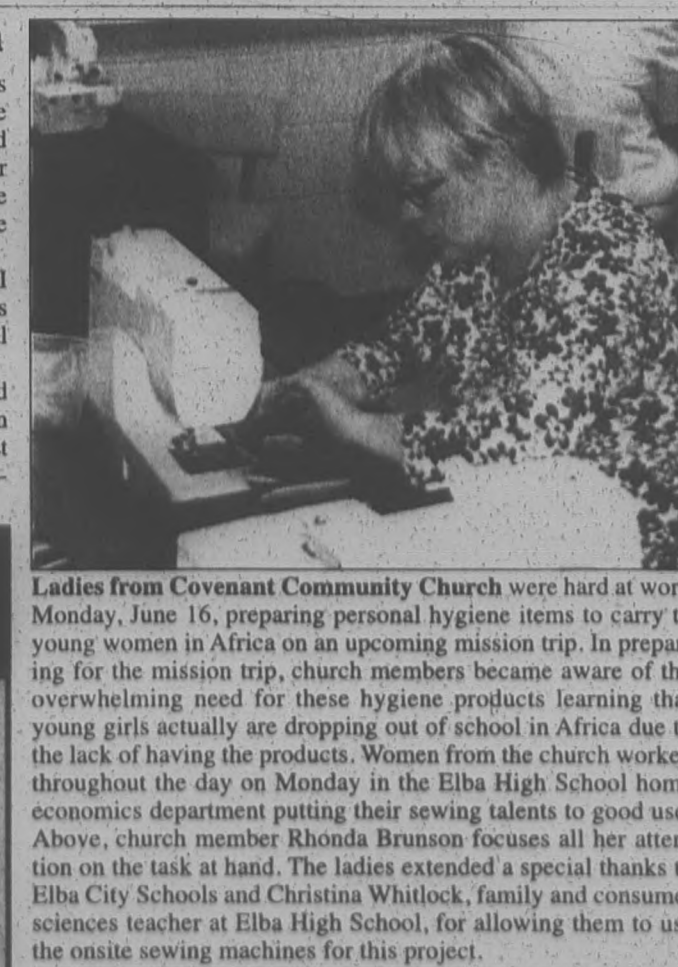 Ladies from Covenant Community Church were hard at wor
Monday, June 16, preparing personal hygiene items to carry t
young women in Africa on an upcoming mission trip. In prepar
ing for the mission trip, church members became aware of th
overwhelming need for these hygiene products learning tha
young girls actually are dropping out of school in Africa due t
the lack of having the products. Women from the church worke
throughout the day on Monday in the Elba High School hom
economics department putting their sewing talents to good use
Above, church member Rhonda Brunson focuses all her atten
tion on the task at hand. The ladies extended a special thanks t
Elba City Schools and Christina Whitlock, family and consume
sciences teacher at Elba High School, for allowing them to us
the onsite sewing machines for this project.